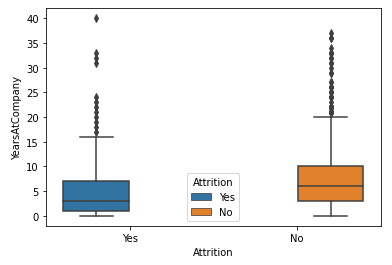 40
35
30
25
20
15
10
5
0
YearsAtCompany
Attrition
Yes
No
Yes No
Attrition